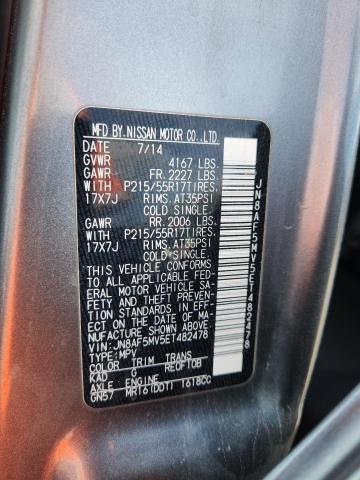 MFD BY NISSAN MOTOR CO., LTD.
DATE 7/14
GVWR 4167 LBS.
GAWR FR. 2227 LBS.
WITH P215/55R17TIRES,
17X7J RIMS, AT35PSI
COLD SINGLE.
GAWR RR. 2006 LBS.
WITH P215/55R17TIRES,
17X7J RIMS, AT35PSI
COLD SINGLE.
THIS VEHICLE CONFORMS
TO ALL APPLICABLE FED-
ERAL MOTOR VEHICLE SA-
FETY AND THEFT PREVEN-
TION STANDARDS IN EFF-
ECT ON THE DATE OF MA-
NUFACTURE SHOWN ABOVE.
VIN:JN8AF5MV5ET482478
TYPE:MPV
COLOR TRIM TRANS
KAD G RE0FT0B
AXLE ENGINE
GN57 MR16(DDT) 1618CC
JN8AF5MV5ET482478